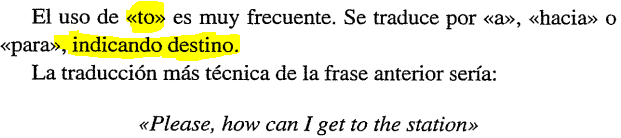 El uso de «to» es muy frecuente. Se traduce por «a», «hacia» o
«para», indicando destino.
La traducción más técnica de la frase anterior sería:
«Please, how can I get to the station»